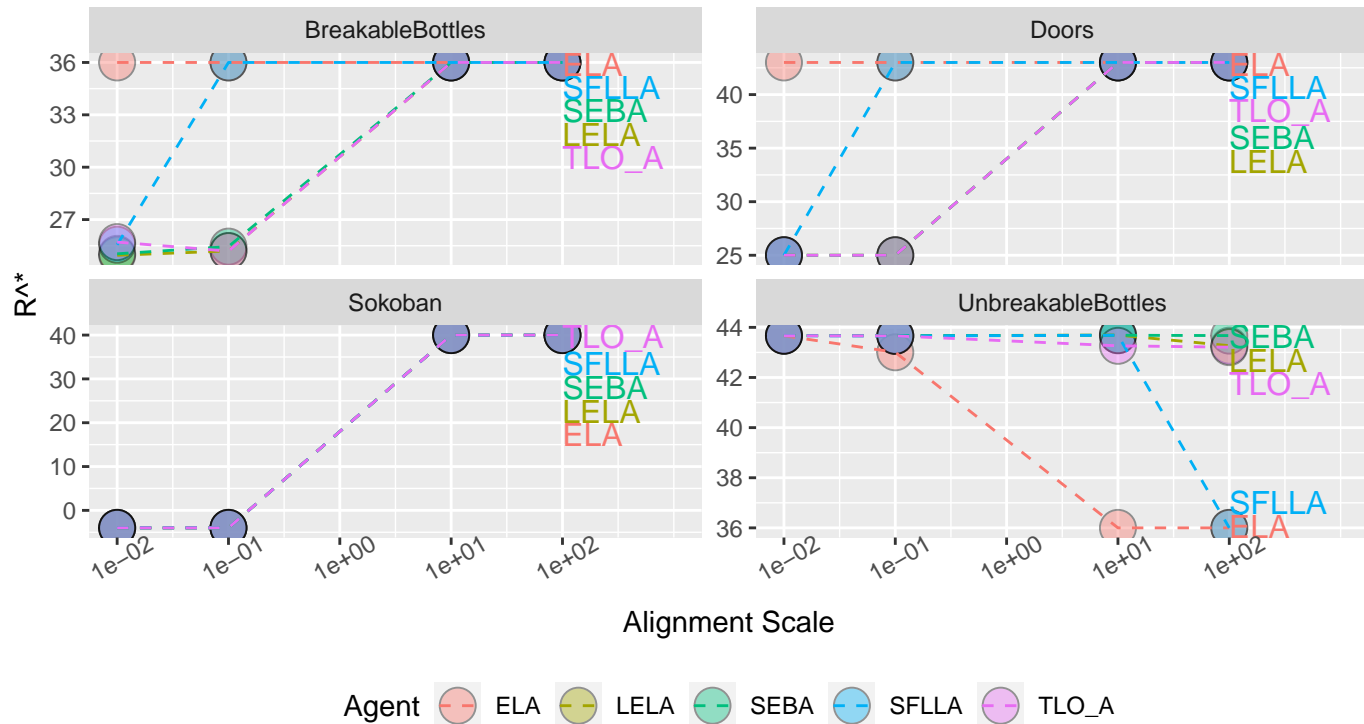 BreakableBottles
Doors
36
33
30
27
ELA
SFLLA
SEBA
LELA
TLO_A
40
35
30
25
ELA
SFLLA
TLO_A
SEBA
LELA
R^*
Sokoban
UnbreakableBottles
40
30
20
10
0
TLO_A
SFLLA
SEBA
LELA
ELA
44
42
40
38
36
SEBA
LELA
TLO_A
SFLLA
ELA
1e−02 1e−01 1e+00 1e+01 1e+02
1e−02 1e−01 1e+00 1e+01 1e+02
Alignment Scale
Agent ELA LELA SEBA SFLLA TLO_A